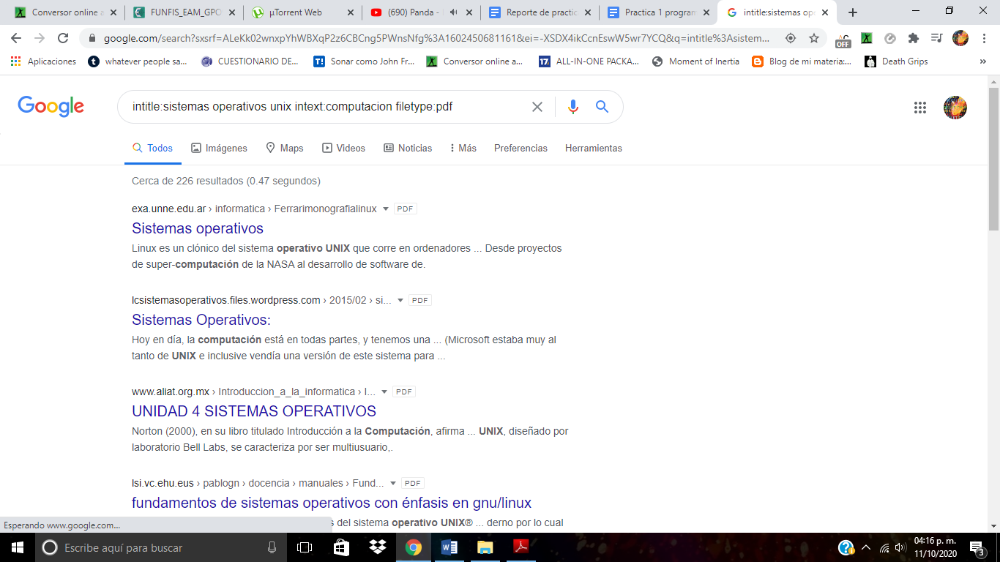 Conversor online a
FUNFIS_EAM_GPO
µTorrent Web
(690) Panda -
Reporte de practic
Practica 1 program
intitle:sistemas ope
google.com/search?sxsrf=ALeKk02wnxpYhWBXqP2z6CBCng5PWnsNfg%3A1602450681161&ei=-XSDX4ikCcnEswW5wr7YCQ&q=intitle%3Asistem...
OFF
Aplicaciones
whatever people sa...
CUESTIONARIO DE...
Sonar como John Fr...
Conversor online a...
ALL-IN-ONE PACKA...
Moment of Inertia
Blog de mi materia:...
Death Grips
»
Google
intitle:sistemas operativos unix intext:computacion filetype:pdf
Todos
Imágenes
Maps
Videos
Noticias
Más
Preferencias
Herramientas
Cerca de 226 resultados (0.47 segundos)
exa.unne.edu.ar › informatica › Ferrarimonografialinux PDF
Sistemas operativos
Linux es un clónico del sistema operativo UNIX que corre en ordenadores ... Desde proyectos
de super-computación de la NASA al desarrollo de software de.
lcsistemasoperativos.files.wordpress.com › 2015/02 › si... PDF
Sistemas Operativos:
Hoy en día, la computación está en todas partes, y tenemos una ... (Microsoft estaba muy al
tanto de UNIX e inclusive vendía una versión de este sistema para ...
www.aliat.org.mx › Introduccion_a_la_informatica › I... PDF
UNIDAD 4 SISTEMAS OPERATIVOS
Norton (2000), en su libro titulado Introducción a la Computación, afirma ... UNIX, diseñado por
laboratorio Bell Labs, se caracteriza por ser multiusuario,.
lsi.vc.ehu.eus › pablogn › docencia › manuales › Fund... PDF
fundamentos de sistemas operativos con énfasis en gnu/linux
s del sistema operativo UNIX® ... derno por lo cual
Esperando www.google.com...
Escribe aquí para buscar
04:16 p. m.
11/10/2020
3